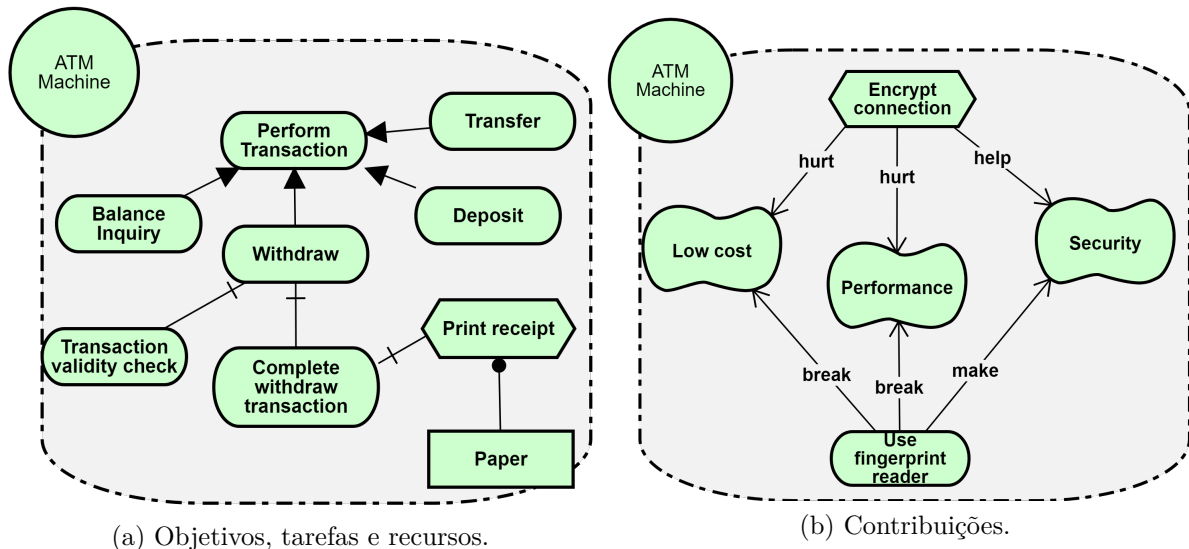 ATM
Machine
Perform
Transaction
Transfer
Balance
Inquiry
Deposit
Withdraw
Transaction
validity check
Complete
withdraw
transaction
Print receipt
Paper
(a) Objetivos, tarefas e recursos.
ATM
Machine
Encrypt
connection
hurt
hurt
help
Low cost
Performance
Security
break
break
make
Use
fingerprint
reader
(b) Contribuições.